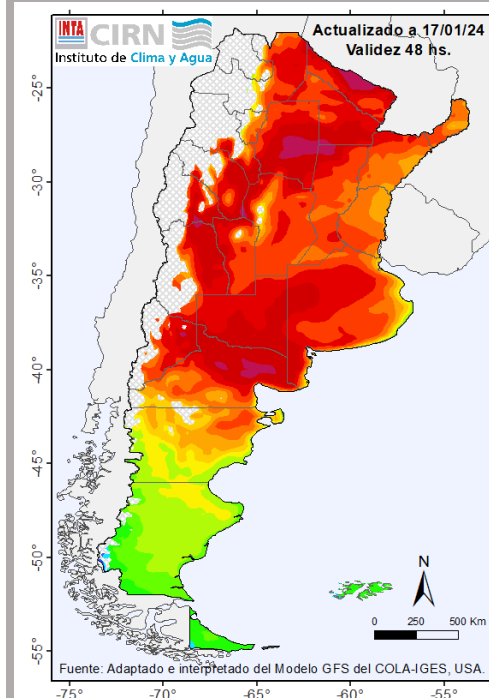 INTA CIRN
Instituto de Clima y Agua
Actualizado a 17/01/24
Validez 48 hs.
-25°
-30°
-35°
-40°
-45°
-50°
-55°
N
0 250 500 Km
Fuente: Adaptado e interpretado del Modelo GFS del COLA-IGES, USA.
-75° -70° -65° -60° -55°